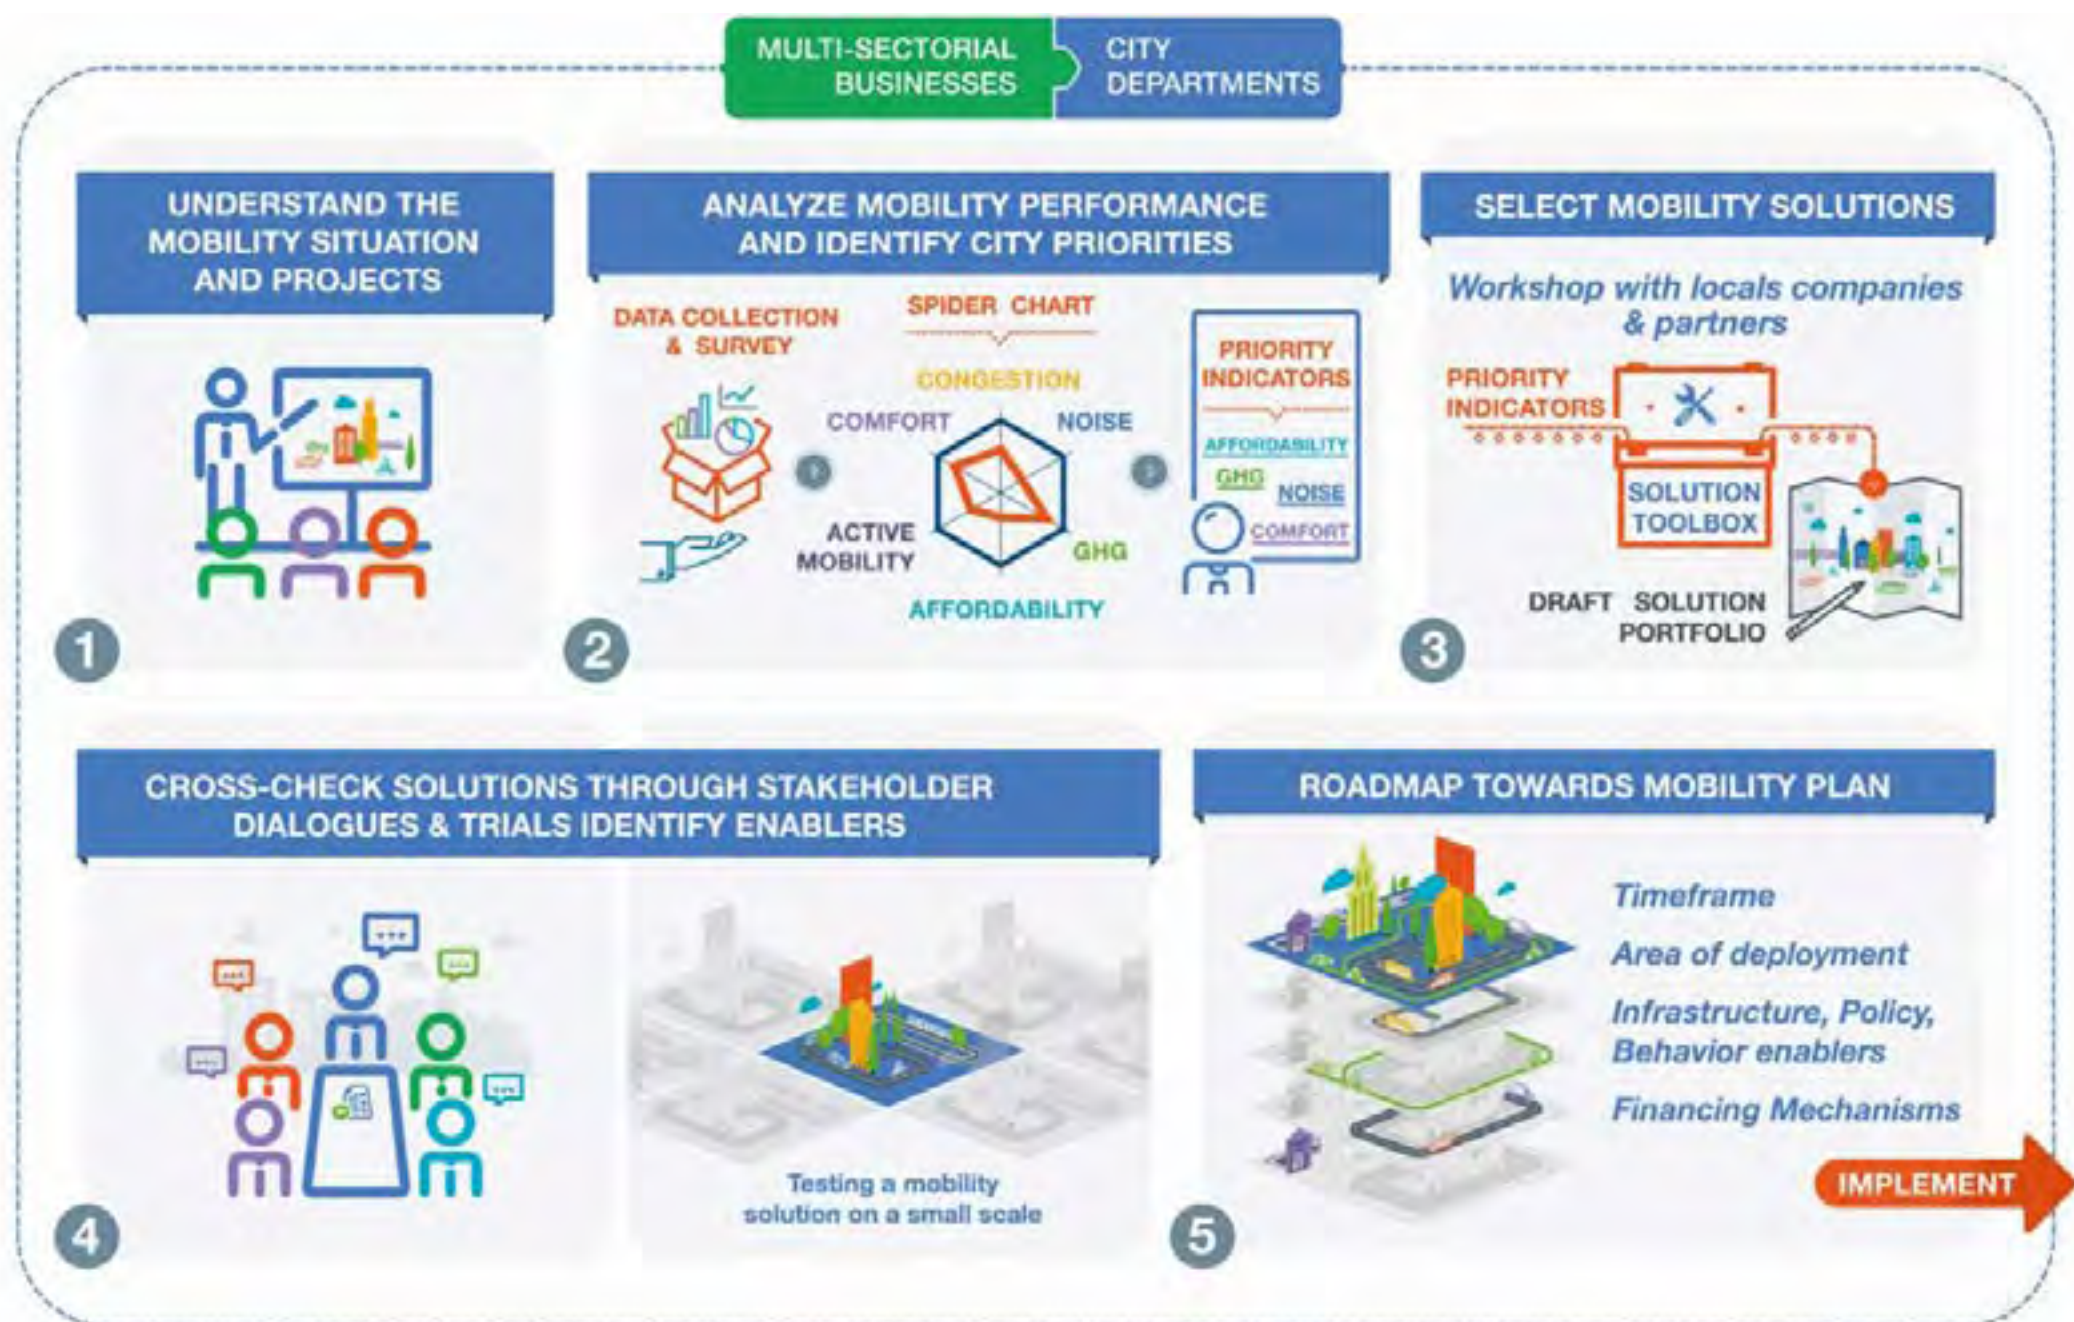 MULTI-SECTORIAL
BUSINESSES
CITY
DEPARTMENTS
UNDERSTAND THE
MOBILITY SITUATION
AND PROJECTS
1
ANALYZE MOBILITY PERFORMANCE
AND IDENTIFY CITY PRIORITIES
DATA COLLECTION
& SURVEY
SPIDER CHART
CONGESTION
COMFORT
NOISE
ACTIVE
MOBILITY
GHG
AFFORDABILITY
PRIORITY
INDICATORS
AFFORDABILITY
GHG
NOISE
COMFORT
2
SELECT MOBILITY SOLUTIONS
Workshop with locals companies
& partners
PRIORITY
INDICATORS
SOLUTION
TOOLBOX
DRAFT SOLUTION
PORTFOLIO
3
CROSS-CHECK SOLUTIONS THROUGH STAKEHOLDER
DIALOGUES & TRIALS IDENTIFY ENABLERS
Testing a mobility
solution on a small scale
4
ROADMAP TOWARDS MOBILITY PLAN
Timeframe
Area of deployment
Infrastructure, Policy,
Behavior enablers
Financing Mechanisms
IMPLEMENT
5